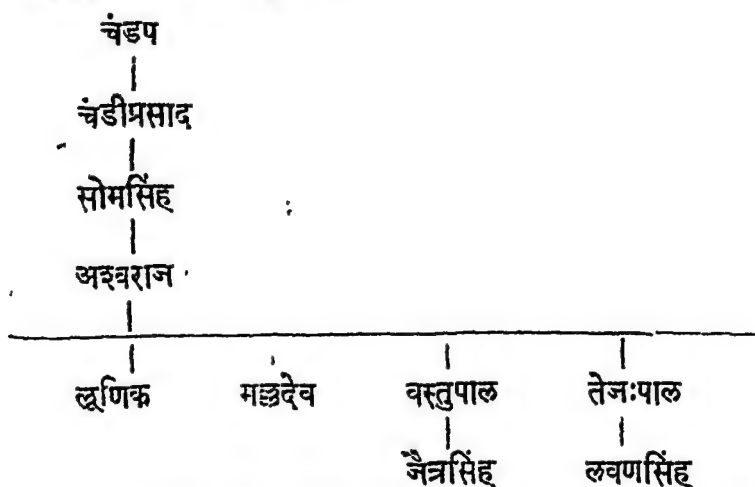 चंडप
चंडीप्रसाद
सोमसिंह
अश्वराज
लूणिक मल्लदेव वस्तुपाल तेजःपाल
जैत्रसिंह लवणसिंह